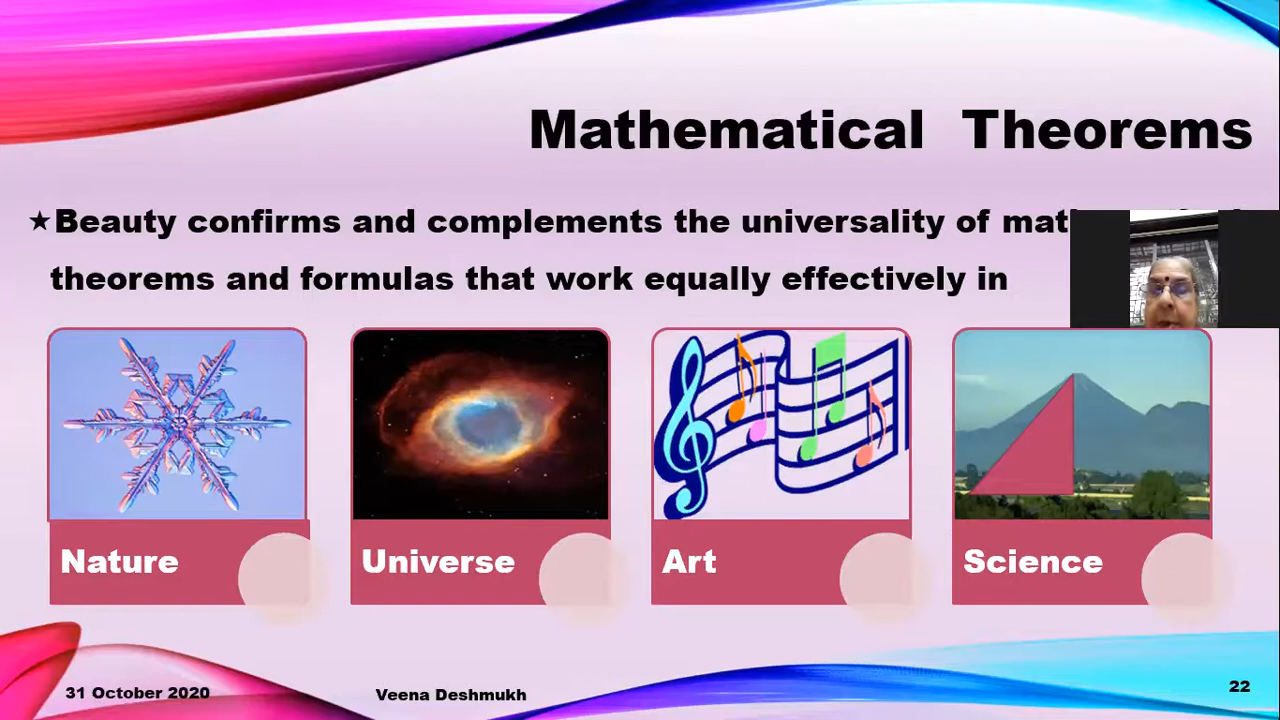 Mathematical Theorems
★Beauty confirms and complements the universality of
theorems and formulas that work equally effectively in
Nature
Universe
Art
Science
31 October 2020
Veena Deshmukh
22